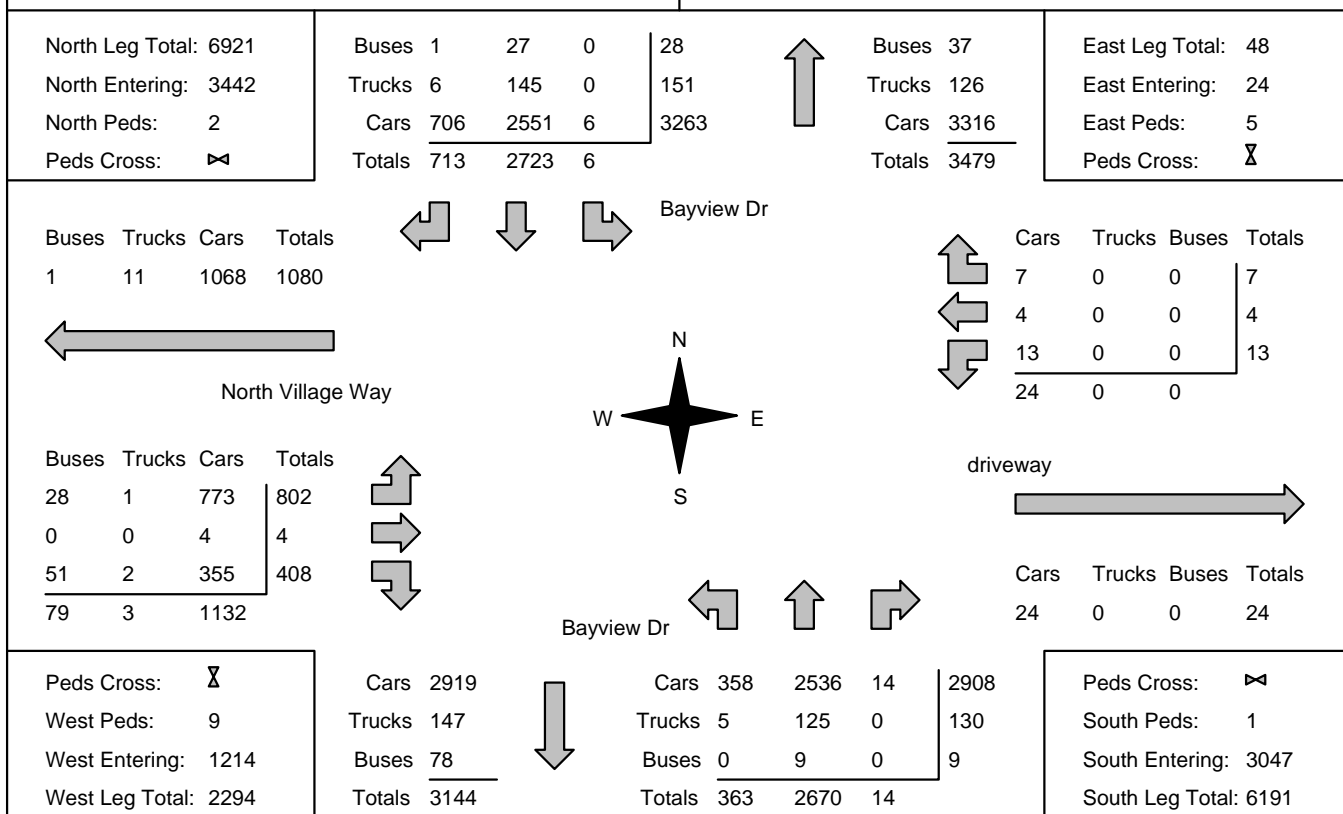 North Leg Total: 6921
North Entering: 3442
North Peds: 2
Peds Cross:
Buses 1 27 0 28
Trucks 6 145 0 151
Cars 706 2551 6 3263
Totals 713 2723 6
Buses 37
Trucks 126
Cars 3316
Totals 3479
East Leg Total: 48
East Entering: 24
East Peds: 5
Peds Cross:
Bayview Dr
Buses Trucks Cars Totals
1 11 1068 1080
Cars Trucks Buses Totals
7 0 0 7
4 0 0 4
13 0 0 13
24 0 0
North Village Way
N
W E
S
Buses Trucks Cars Totals
28 1 773 802
0 0 4 4
51 2 355 408
79 3 1132
driveway
Cars Trucks Buses Totals
24 0 0 24
Bayview Dr
Peds Cross:
West Peds: 9
West Entering: 1214
West Leg Total: 2294
Cars 2919
Trucks 147
Buses 78
Totals 3144
Cars 358 2536 14 2908
Trucks 5 125 0 130
Buses 0 9 0 9
Totals 363 2670 14
Peds Cross:
South Peds: 1
South Entering: 3047
South Leg Total: 6191